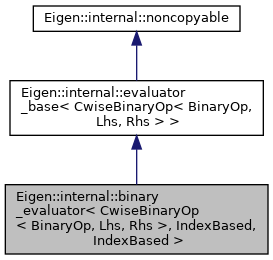 Eigen::internal::noncopyable
Eigen::internal::evaluator
_base< CwiseBinaryOp< BinaryOp,
Lhs, Rhs > >
Eigen::internal::binary
_evaluator< CwiseBinaryOp
< BinaryOp, Lhs, Rhs >, IndexBased,
IndexBased >